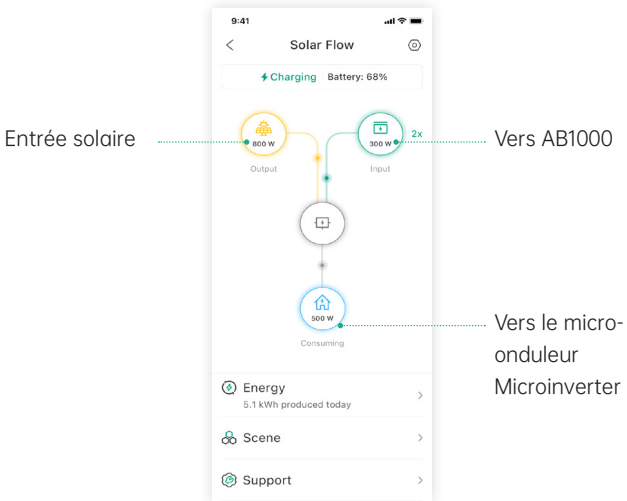 9:41
Solar Flow
Charging Battery: 68%
Entrée solaire
800 W
Output
2x
300 W
Input
Vers AB1000
500 W
Consuming
Vers le micro-
onduleur
Microinverter
Energy
5.1 kWh produced today
Scene
Support